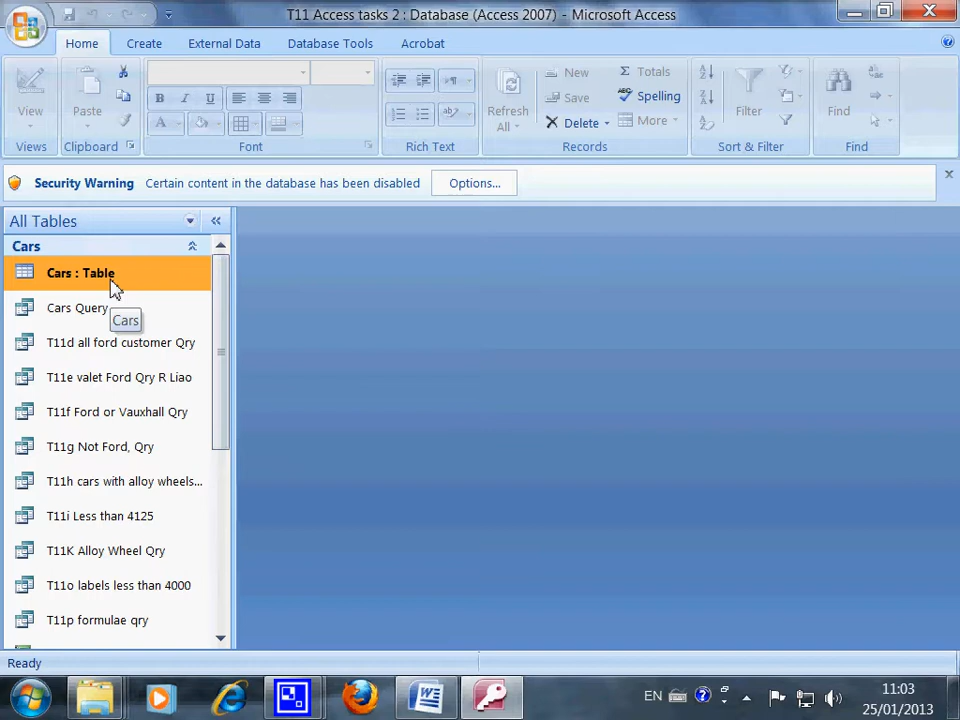 T11 Access tasks 2 : Database (Access 2007) - Microsoft Access
Home Create External Data Database Tools Acrobat
View
Views
Paste
Clipboard
B I U
A
Font
Rich Text
Refresh All
New
Save
Delete
Totals
Spelling
More
Records
Filter
Sort & Filter
Find
Find
Security Warning Certain content in the database has been disabled Options...
All Tables
Cars
Cars : Table
Cars Query
Cars
T11d all ford customer Qry
T11e valet Ford Qry R Liao
T11f Ford or Vauxhall Qry
T11g Not Ford, Qry
T11h cars with alloy wheels...
T11i Less than 4125
T11K Alloy Wheel Qry
T11o labels less than 4000
T11p formulae qry
Ready
EN
11:03
25/01/2013